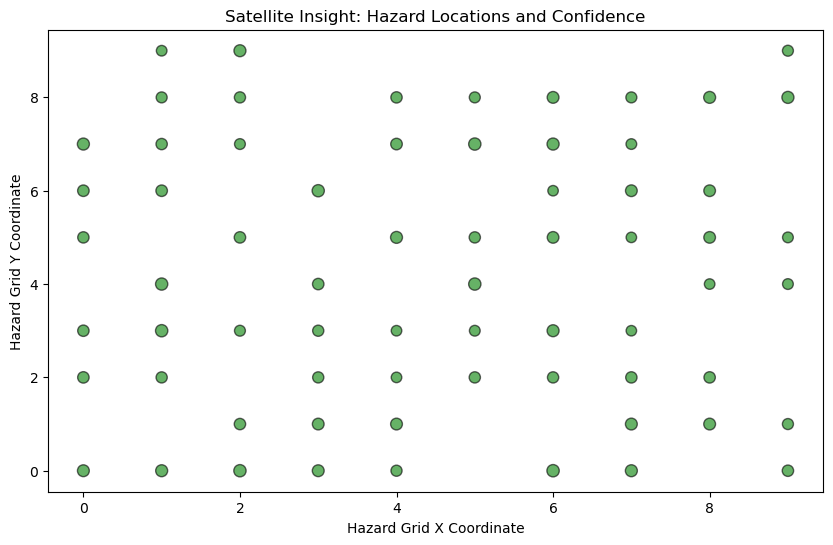 Satellite Insight: Hazard Locations and Confidence
Hazard Grid Y Coordinate
8
6
4
2
0
0 2 4 6 8
Hazard Grid X Coordinate